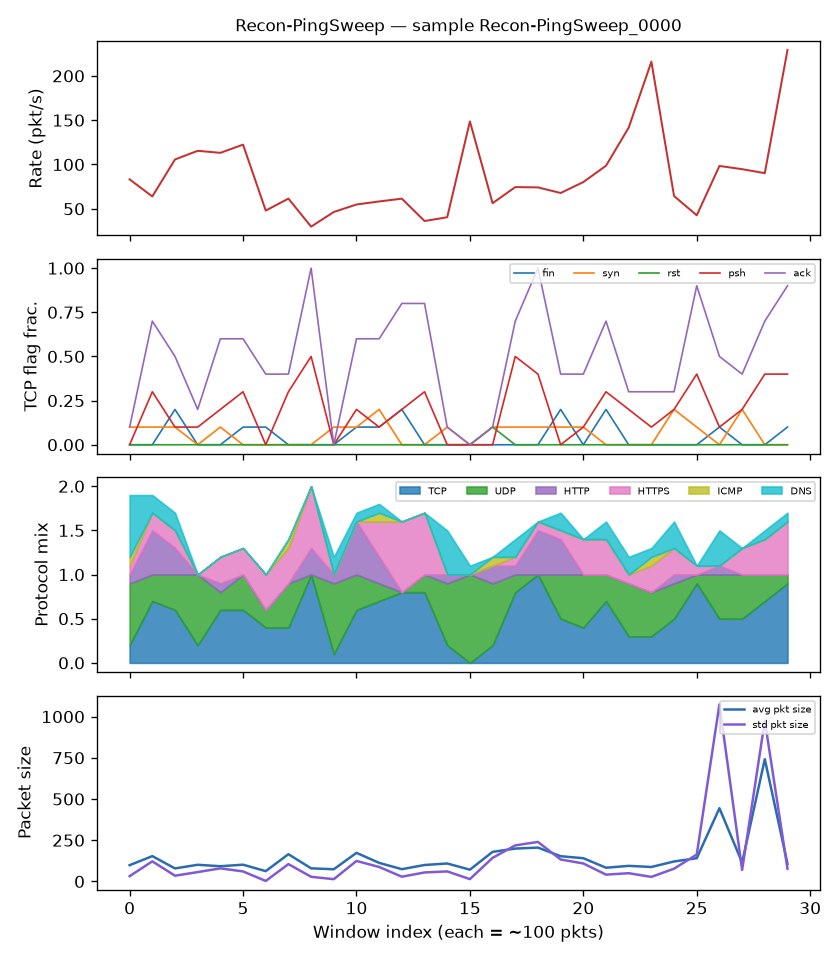 Recon-PingSweep — sample Recon-PingSweep_0000
Rate (pkt/s)
200
150
100
50
TCP flag frac.
1.00
0.75
0.50
0.25
0.00
fin syn rst psh ack
Protocol mix
2.0
1.5
1.0
0.5
0.0
TCP UDP HTTP HTTPS ICMP DNS
Packet size
1000
750
500
250
0
avg pkt size
std pkt size
0 5 10 15 20 25 30
Window index (each = ~100 pkts)